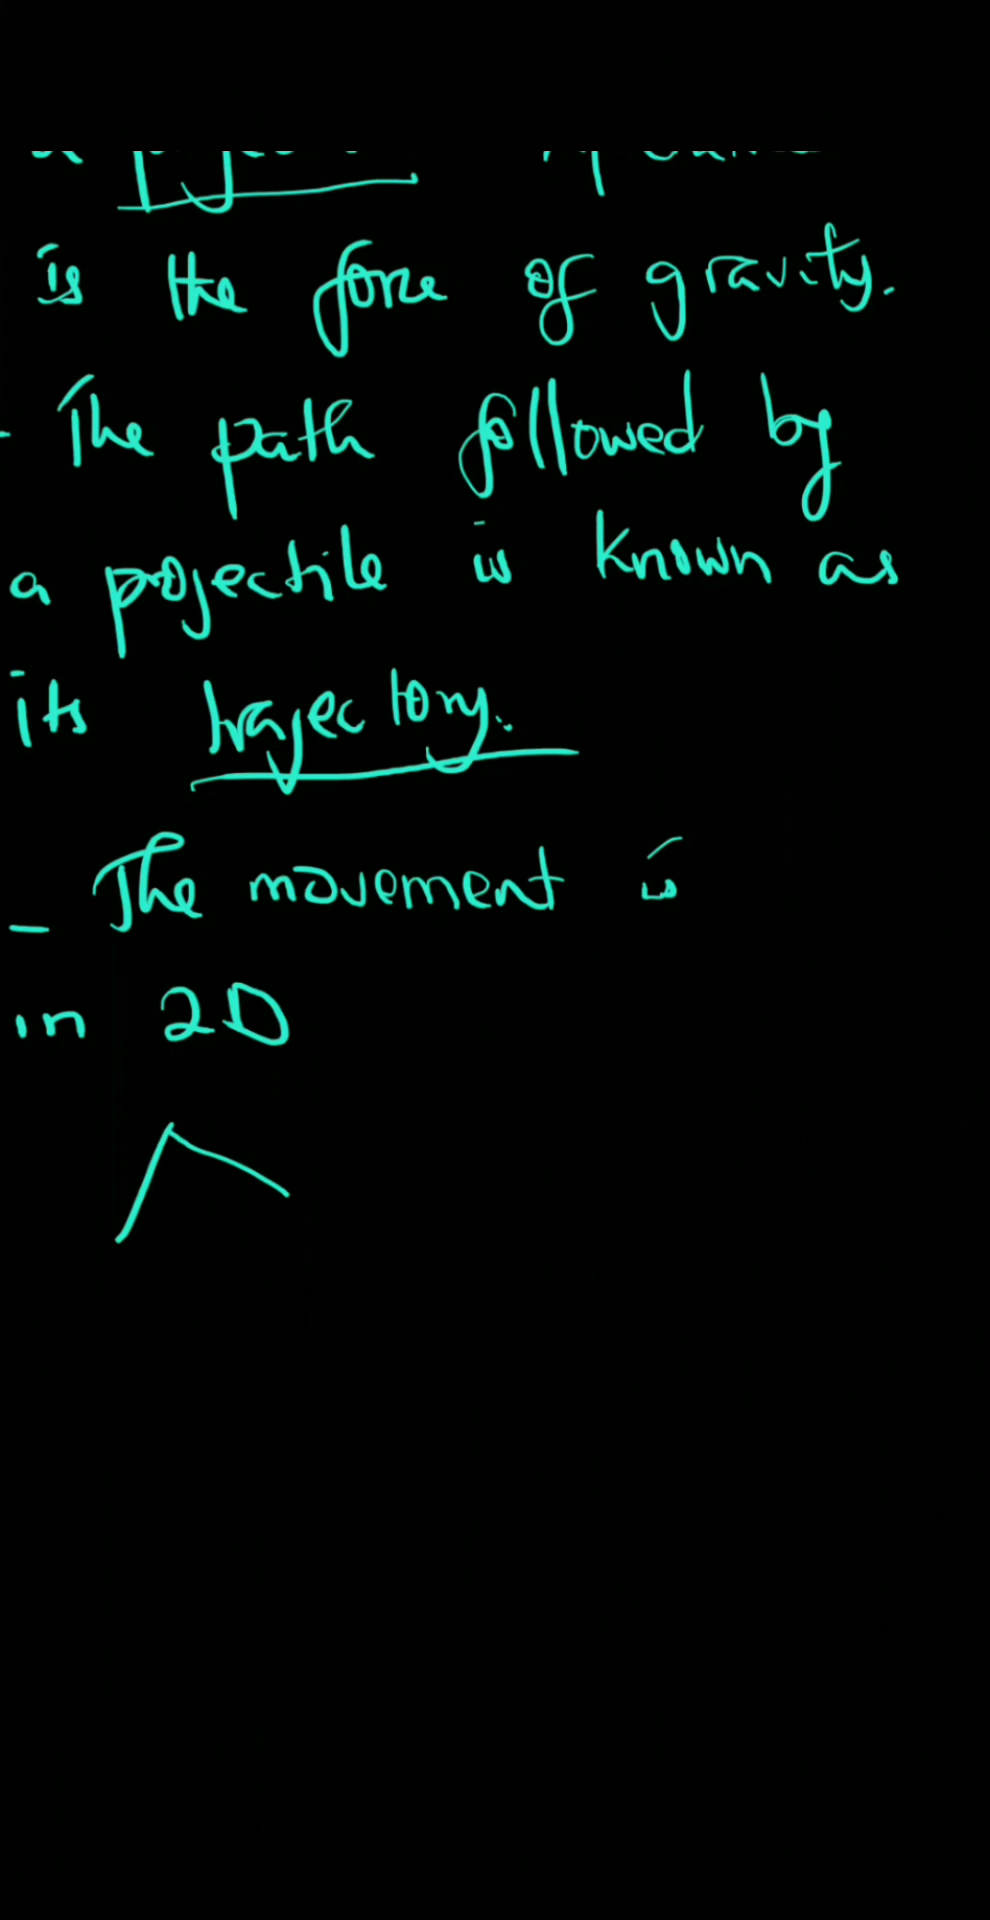 is the force of gravity.
- The path followed by
a projectile is known as
its trajectory.
- The movement is
in 2D